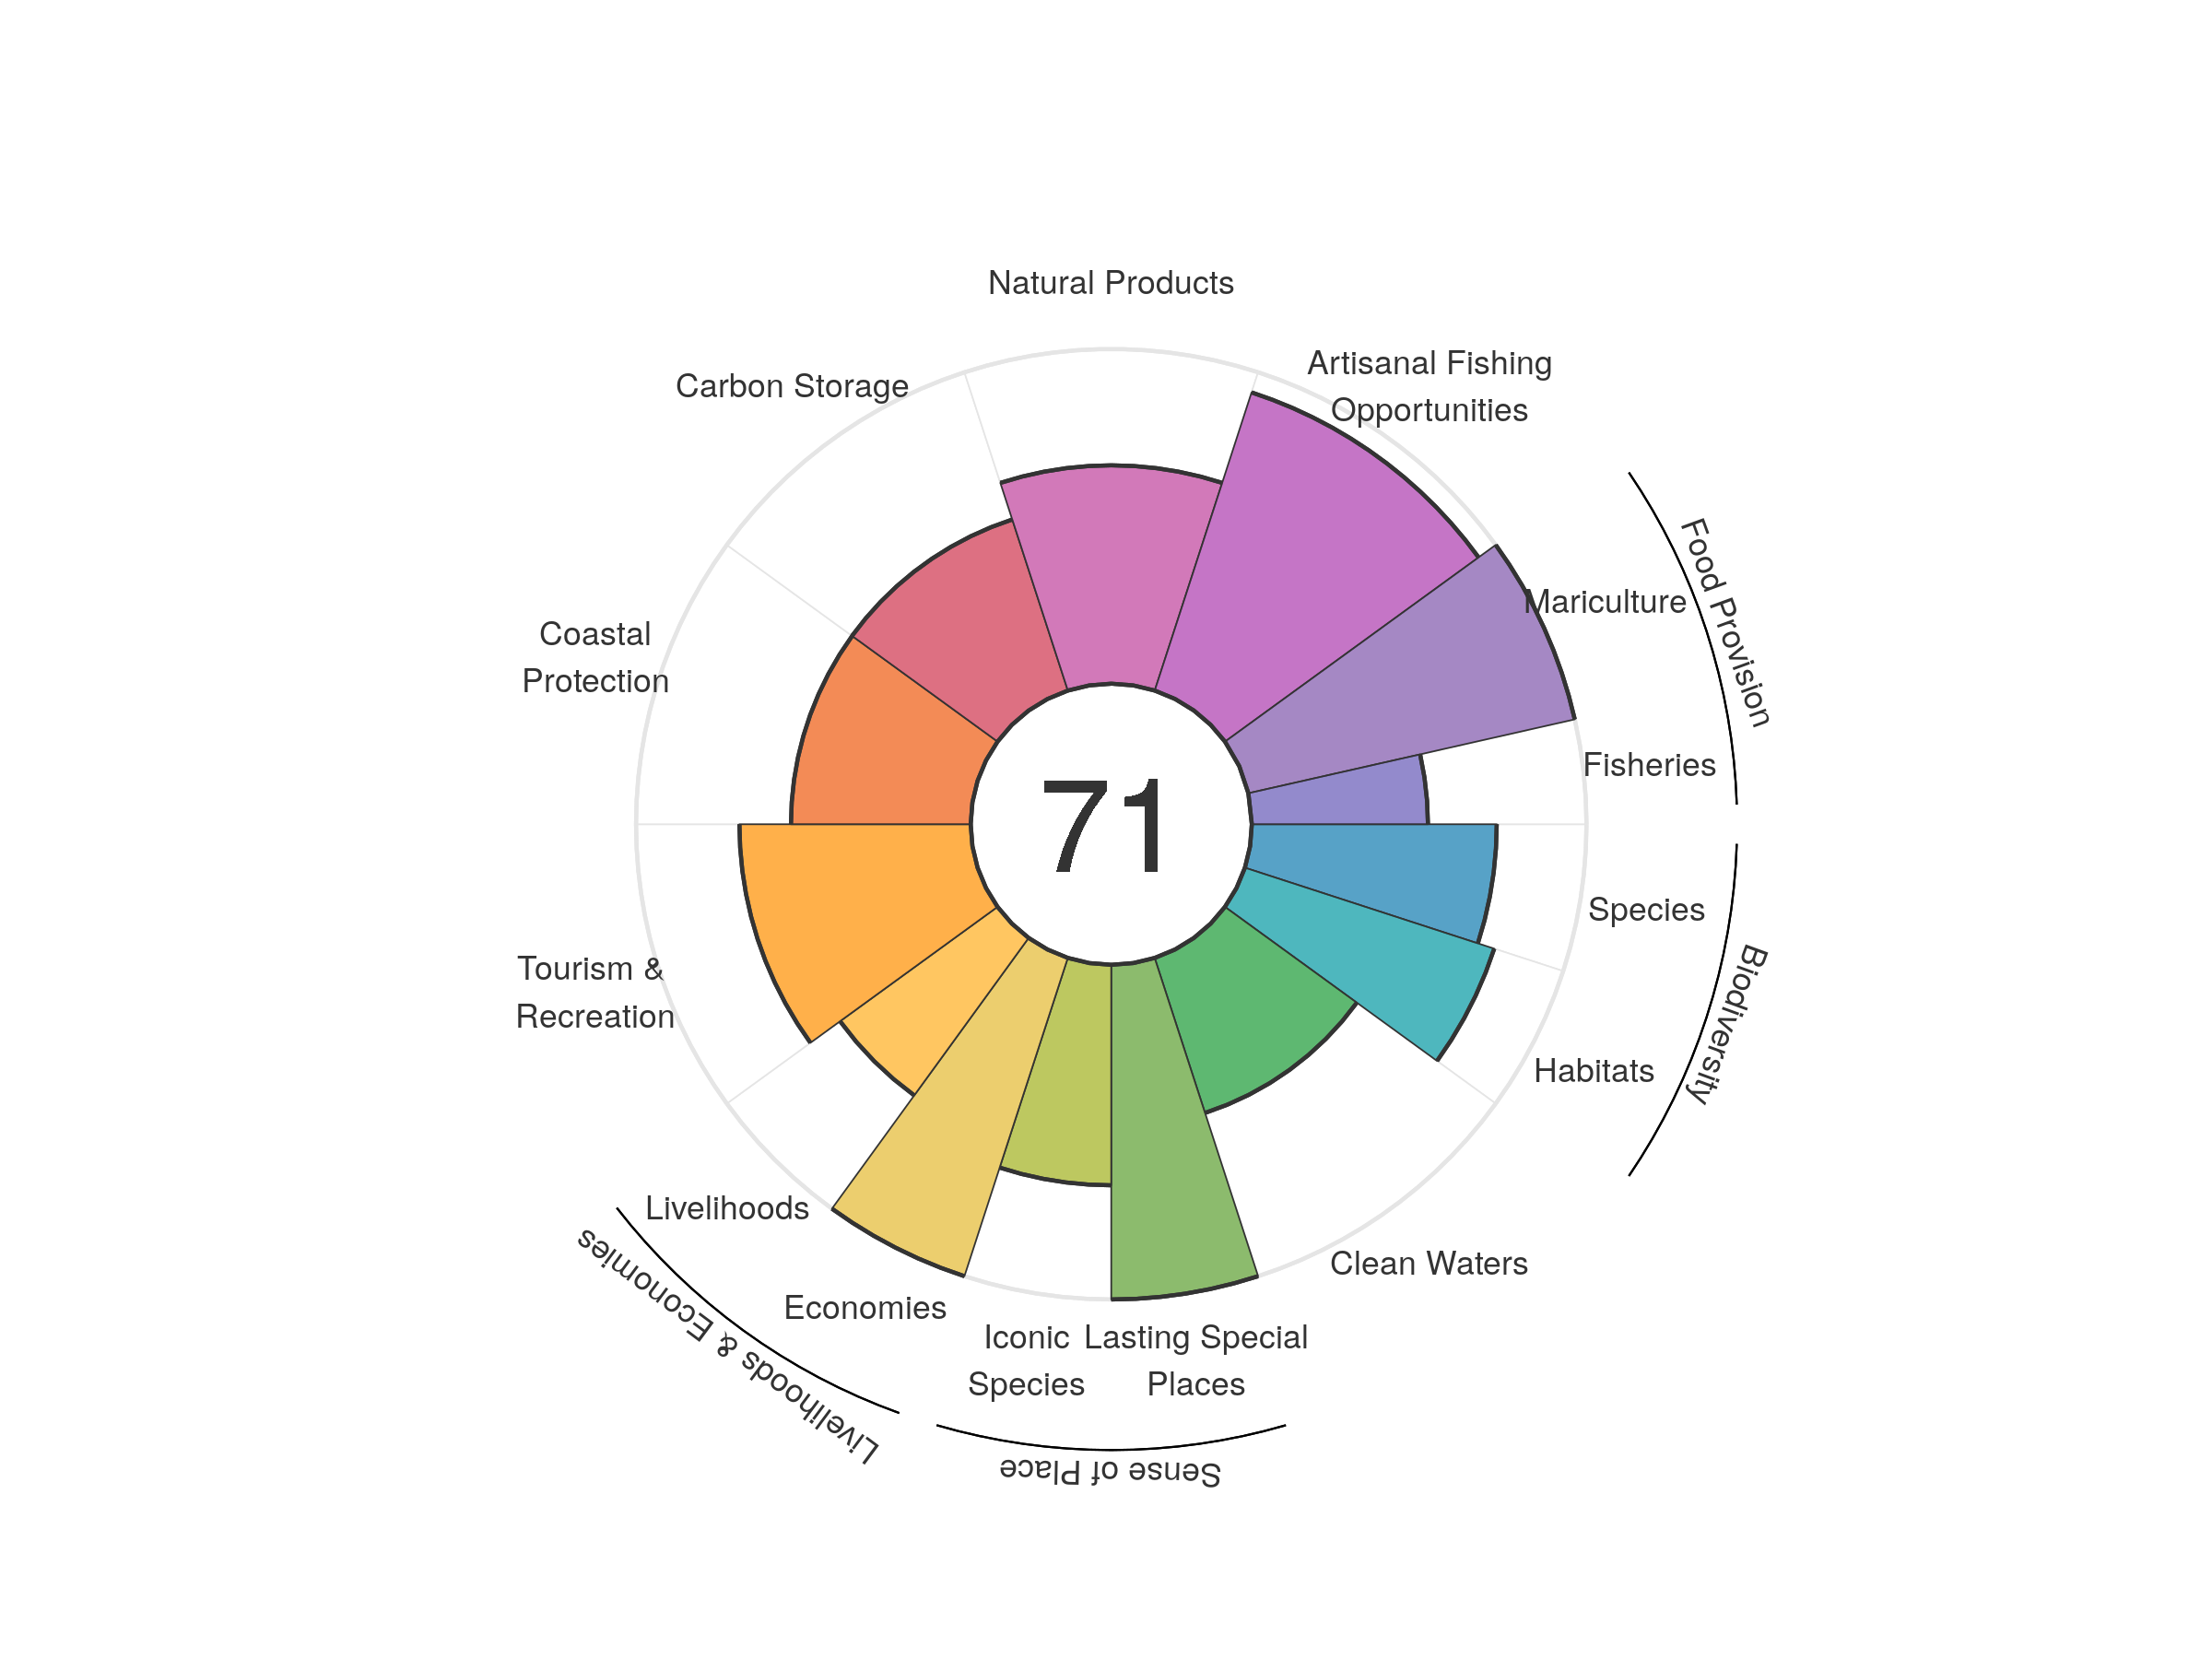 Natural Products
Artisanal Fishing
Opportunities
Carbon Storage
Food Provision
Mariculture
Coastal
Protection
Fisheries
71
Species
Biodiversity
Tourism &
Recreation
Habitats
Livelihoods
Clean Waters
Livelihoods & Economies
Economies
Iconic
Species
Lasting Special
Places
Sense of Place